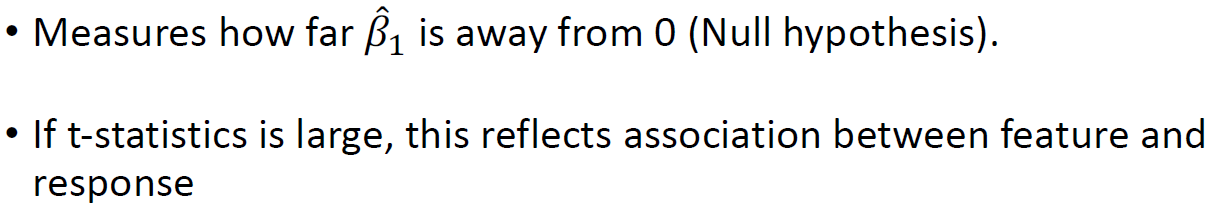 • Measures how far β̂₁ is away from 0 (Null hypothesis).
• If t-statistics is large, this reflects association between feature and
response